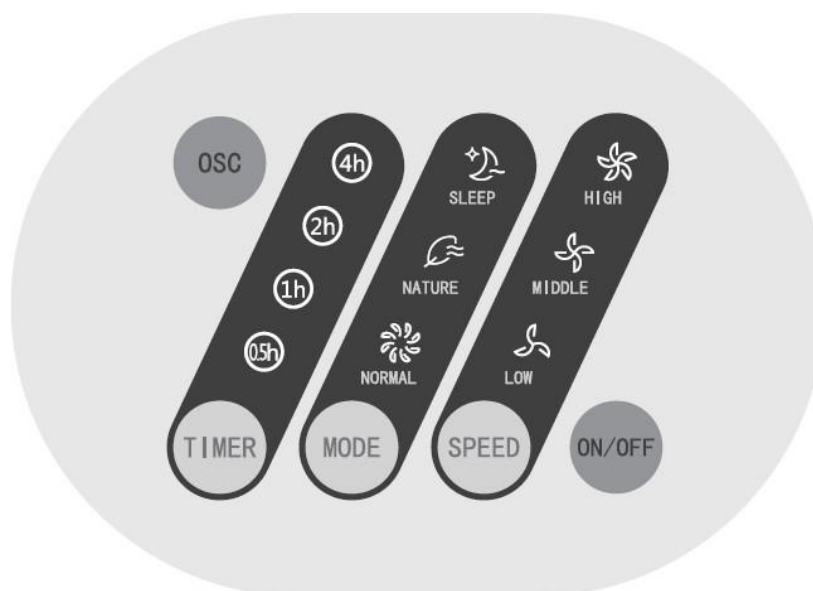 OSC
4h
2h
1h
0.5h
TIMER
SLEEP
NATURE
NORMAL
MODE
HIGH
MIDDLE
LOW
SPEED
ON/OFF